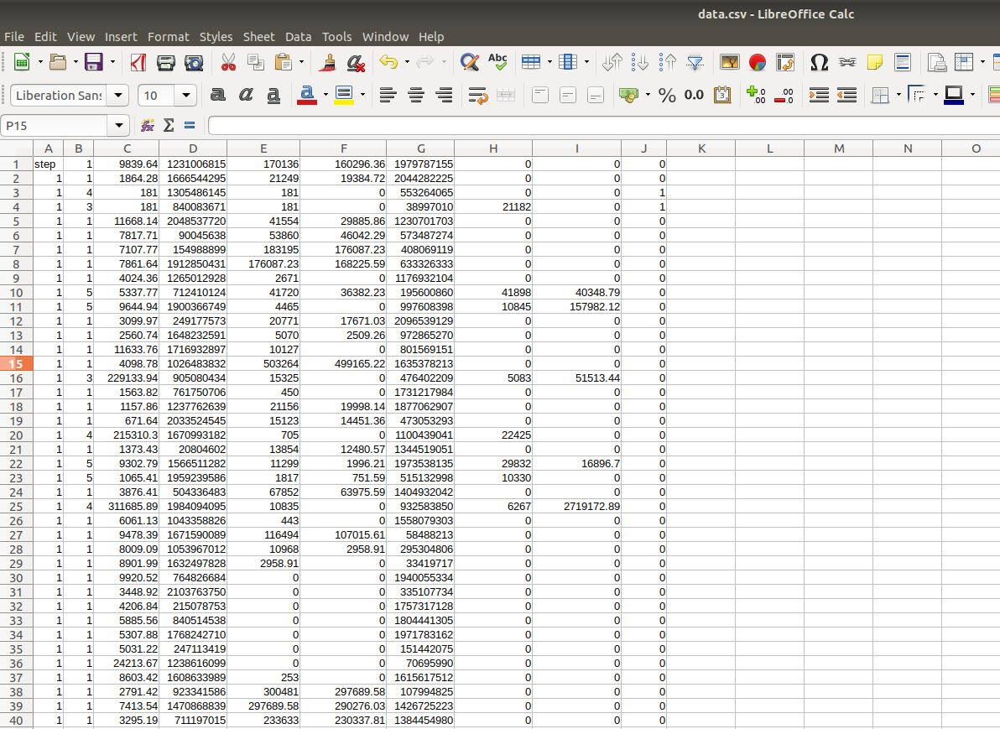 data.csv - LibreOffice Calc
File Edit View Insert Format Styles Sheet Data Tools Window Help
Abc
Liberation Sans 10 a a a a % 0.0
P15
A B C D E F G H I J K L M N O
1 step 1 9839.64 1231006815 170136 160296.36 1979787155 0 0 0
2 1 1 1864.28 1666544295 21249 19384.72 2044282225 0 0 0
3 1 4 181 1305486145 181 0 553264065 0 0 1
4 1 3 181 840083671 181 0 38997010 21182 0 1
5 1 1 11668.14 2048537720 41554 29885.86 1230701703 0 0 0
6 1 1 7817.71 90045638 53860 46042.29 573487274 0 0 0
7 1 1 7107.77 154988899 183195 176087.23 408069119 0 0 0
8 1 1 7861.64 1912850431 176087.23 168225.59 633326333 0 0 0
9 1 1 4024.36 1265012928 2671 0 1176932104 0 0 0
10 1 5 5337.77 712410124 41720 36382.23 195600860 41898 40348.79 0
11 1 5 9644.94 1900366749 4465 0 997608398 10845 157982.12 0
12 1 1 3099.97 249177573 20771 17671.03 2096539129 0 0 0
13 1 1 2560.74 1648232591 5070 2509.26 972865270 0 0 0
14 1 1 11633.76 1716932897 10127 0 801569151 0 0 0
15 1 1 4098.78 1026483832 503264 499165.22 1635378213 0 0 0
16 1 3 229133.94 905080434 15325 0 476402209 5083 51513.44 0
17 1 1 1563.82 761750706 450 0 1731217984 0 0 0
18 1 1 1157.86 1237762639 21156 19998.14 1877062907 0 0 0
19 1 1 671.64 2033524545 15123 14451.36 473053293 0 0 0
20 1 4 215310.3 1670993182 705 0 1100439041 22425 0 0
21 1 1 1373.43 20804602 13854 12480.57 1344519051 0 0 0
22 1 5 9302.79 1566511282 11299 1996.21 1973538135 29832 16896.7 0
23 1 5 1065.41 1959239586 1817 751.59 515132998 10330 0 0
24 1 1 3876.41 504336483 67852 63975.59 1404932042 0 0 0
25 1 4 311685.89 1984094095 10835 0 932583850 6267 2719172.89 0
26 1 1 6061.13 1043358826 443 0 1558079303 0 0 0
27 1 1 9478.39 1671590089 116494 107015.61 58488213 0 0 0
28 1 1 8009.09 1053967012 10968 2958.91 295304806 0 0 0
29 1 1 8901.99 1632497828 2958.91 0 33419717 0 0 0
30 1 1 9920.52 764826684 0 0 1940055334 0 0 0
31 1 1 3448.92 2103763750 0 0 335107734 0 0 0
32 1 1 4206.84 215078753 0 0 1757317128 0 0 0
33 1 1 5885.56 840514538 0 0 1804441305 0 0 0
34 1 1 5307.88 1768242710 0 0 1971783162 0 0 0
35 1 1 5031.22 247113419 0 0 151442075 0 0 0
36 1 1 24213.67 1238616099 0 0 70695990 0 0 0
37 1 1 8603.42 1608633989 253 0 1615617512 0 0 0
38 1 1 2791.42 923341586 300481 297689.58 107994825 0 0 0
39 1 1 7413.54 1470868839 297689.58 290276.03 1426725223 0 0 0
40 1 1 3295.19 711197015 233633 230337.81 1384454980 0 0 0